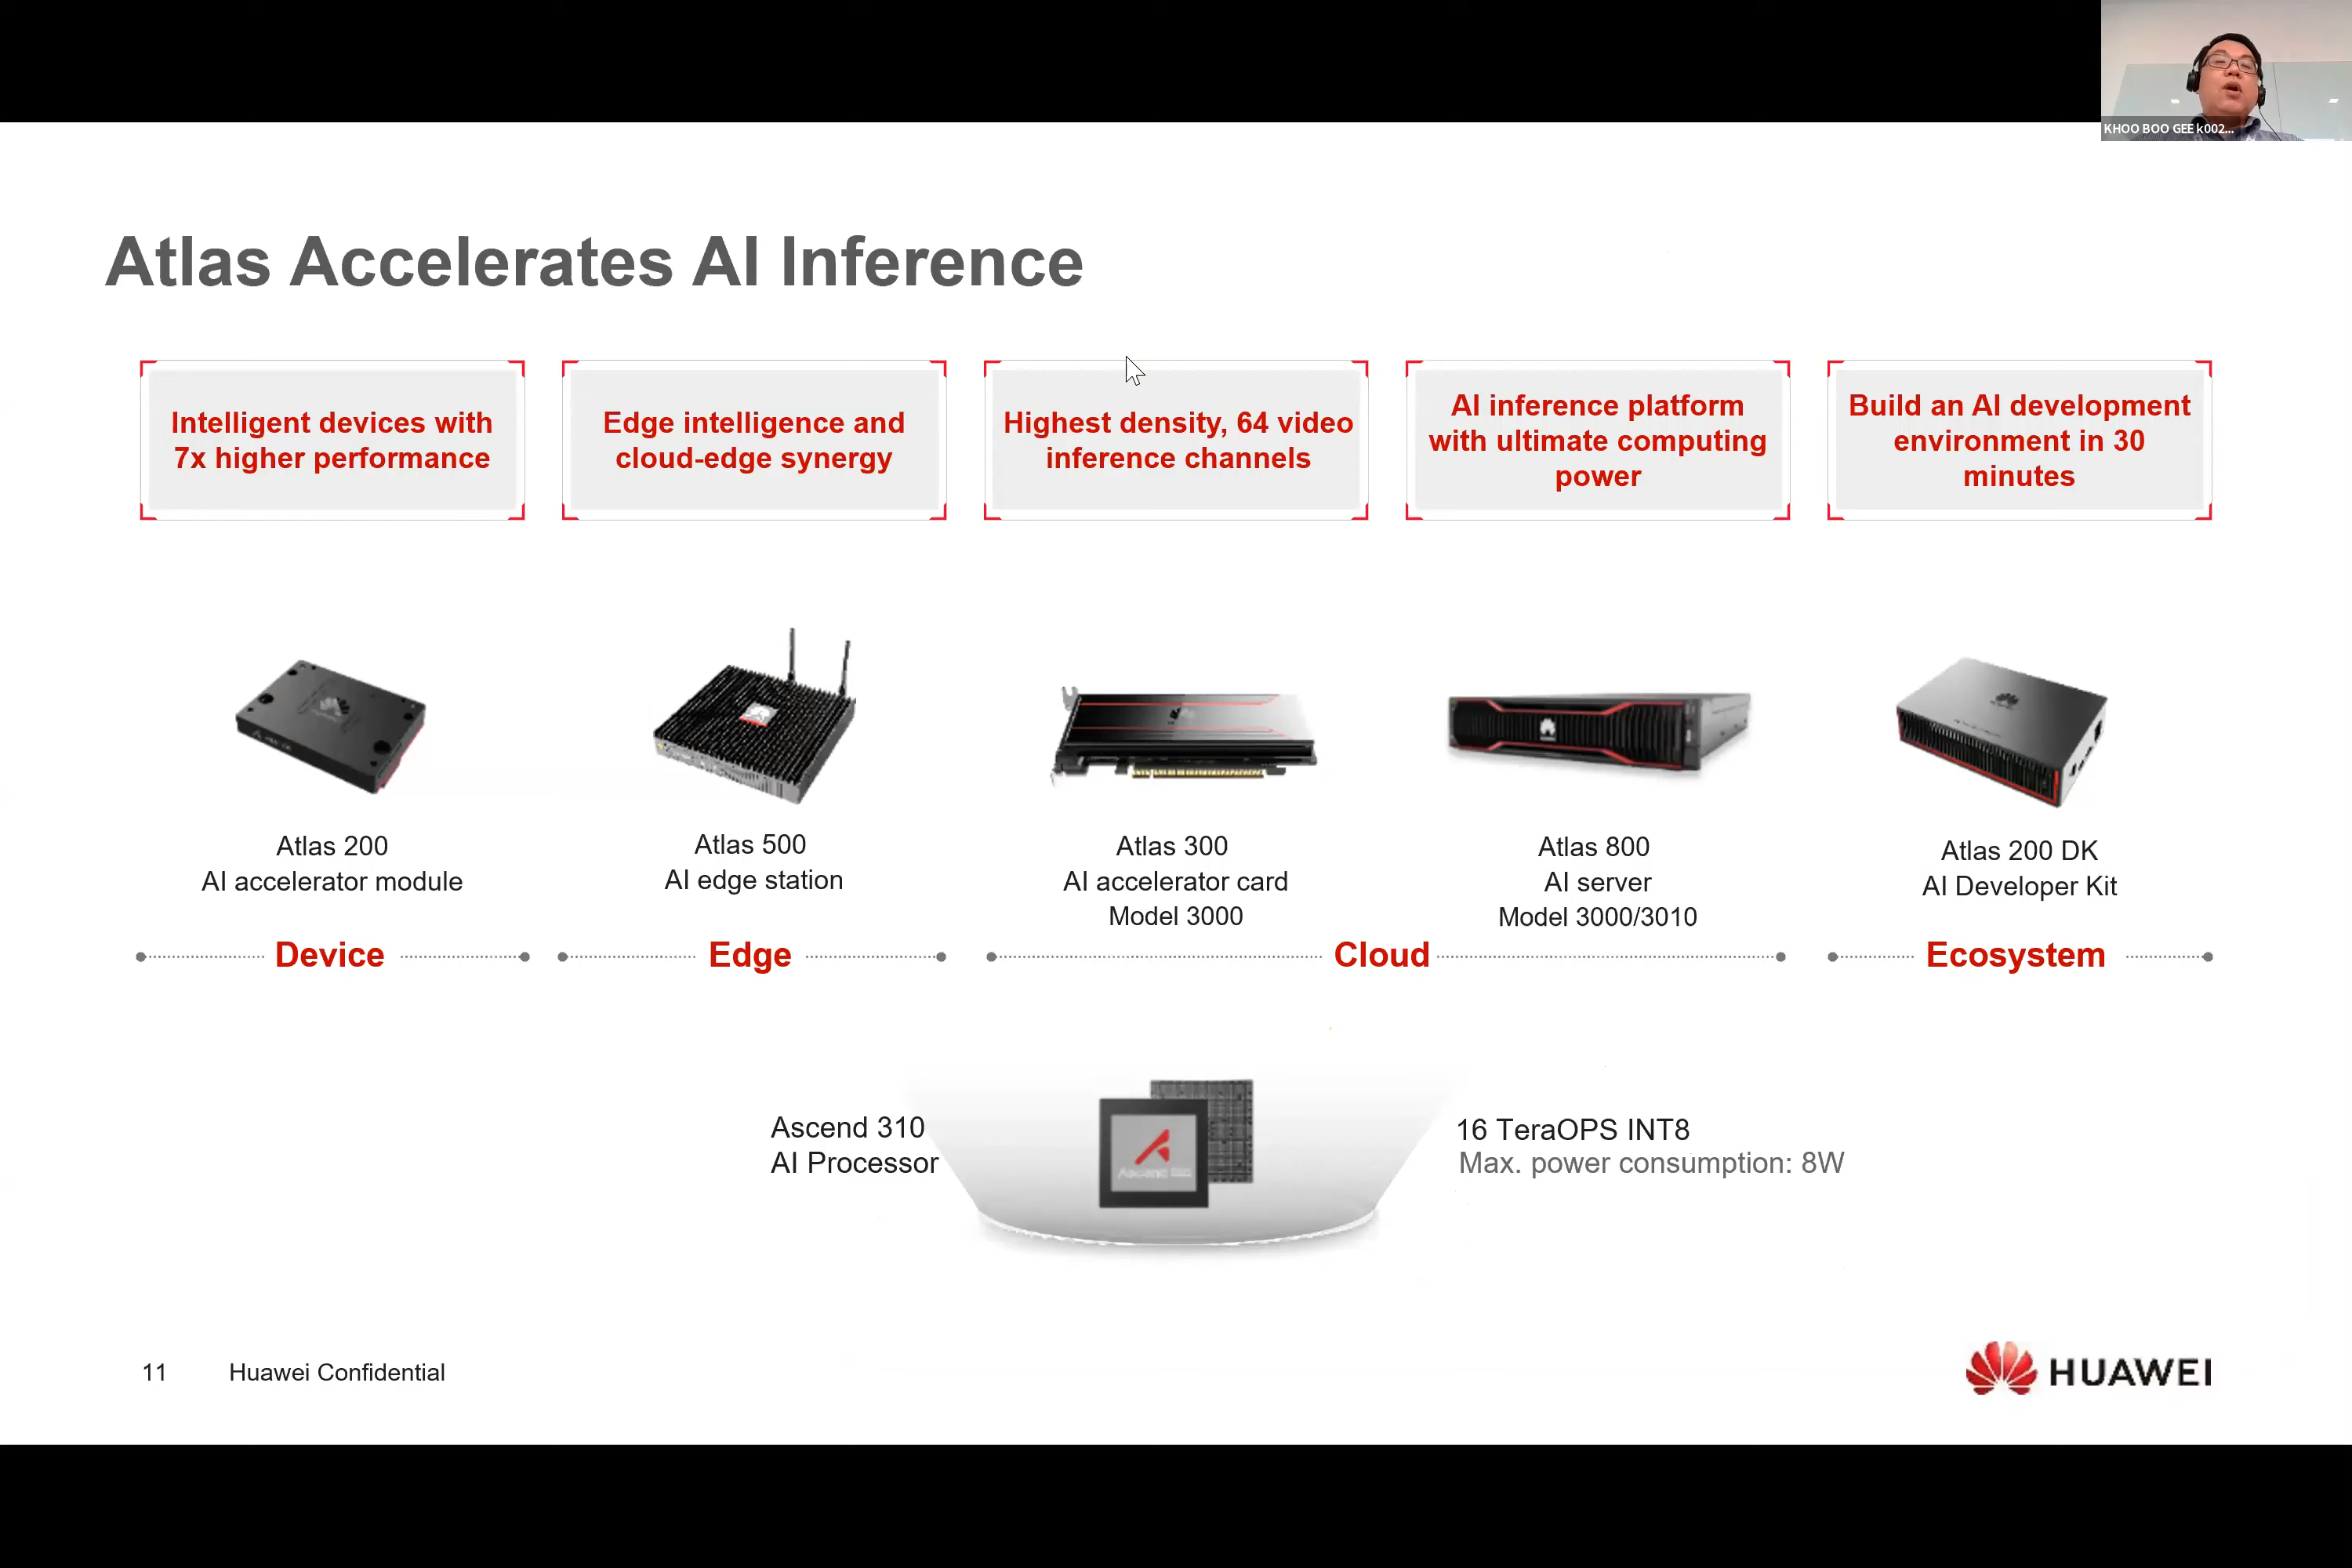 KHOO BOO GEE k002...
Atlas Accelerates AI Inference
Intelligent devices with
7x higher performance
Edge intelligence and
cloud-edge synergy
Highest density, 64 video
inference channels
AI inference platform
with ultimate computing
power
Build an AI development
environment in 30
minutes
Atlas 200
AI accelerator module
Atlas 500
AI edge station
Atlas 300
AI accelerator card
Model 3000
Atlas 800
AI server
Model 3000/3010
Atlas 200 DK
AI Developer Kit
Device
Edge
Cloud
Ecosystem
Ascend 310
AI Processor
Ascend
16 TeraOPS INT8
Max. power consumption: 8W
11
Huawei Confidential
HUAWEI